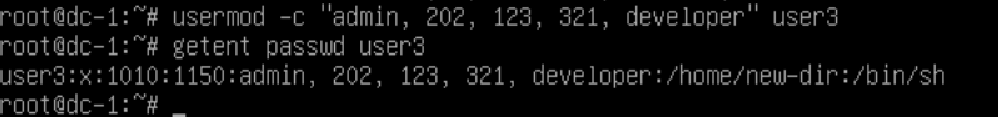 root@dc-1:~# usermod -c "admin, 202, 123, 321, developer" user3
root@dc-1:~# getent passwd user3
user3:x:1010:1150:admin, 202, 123, 321, developer:/home/new-dir:/bin/sh
root@dc-1:~# _